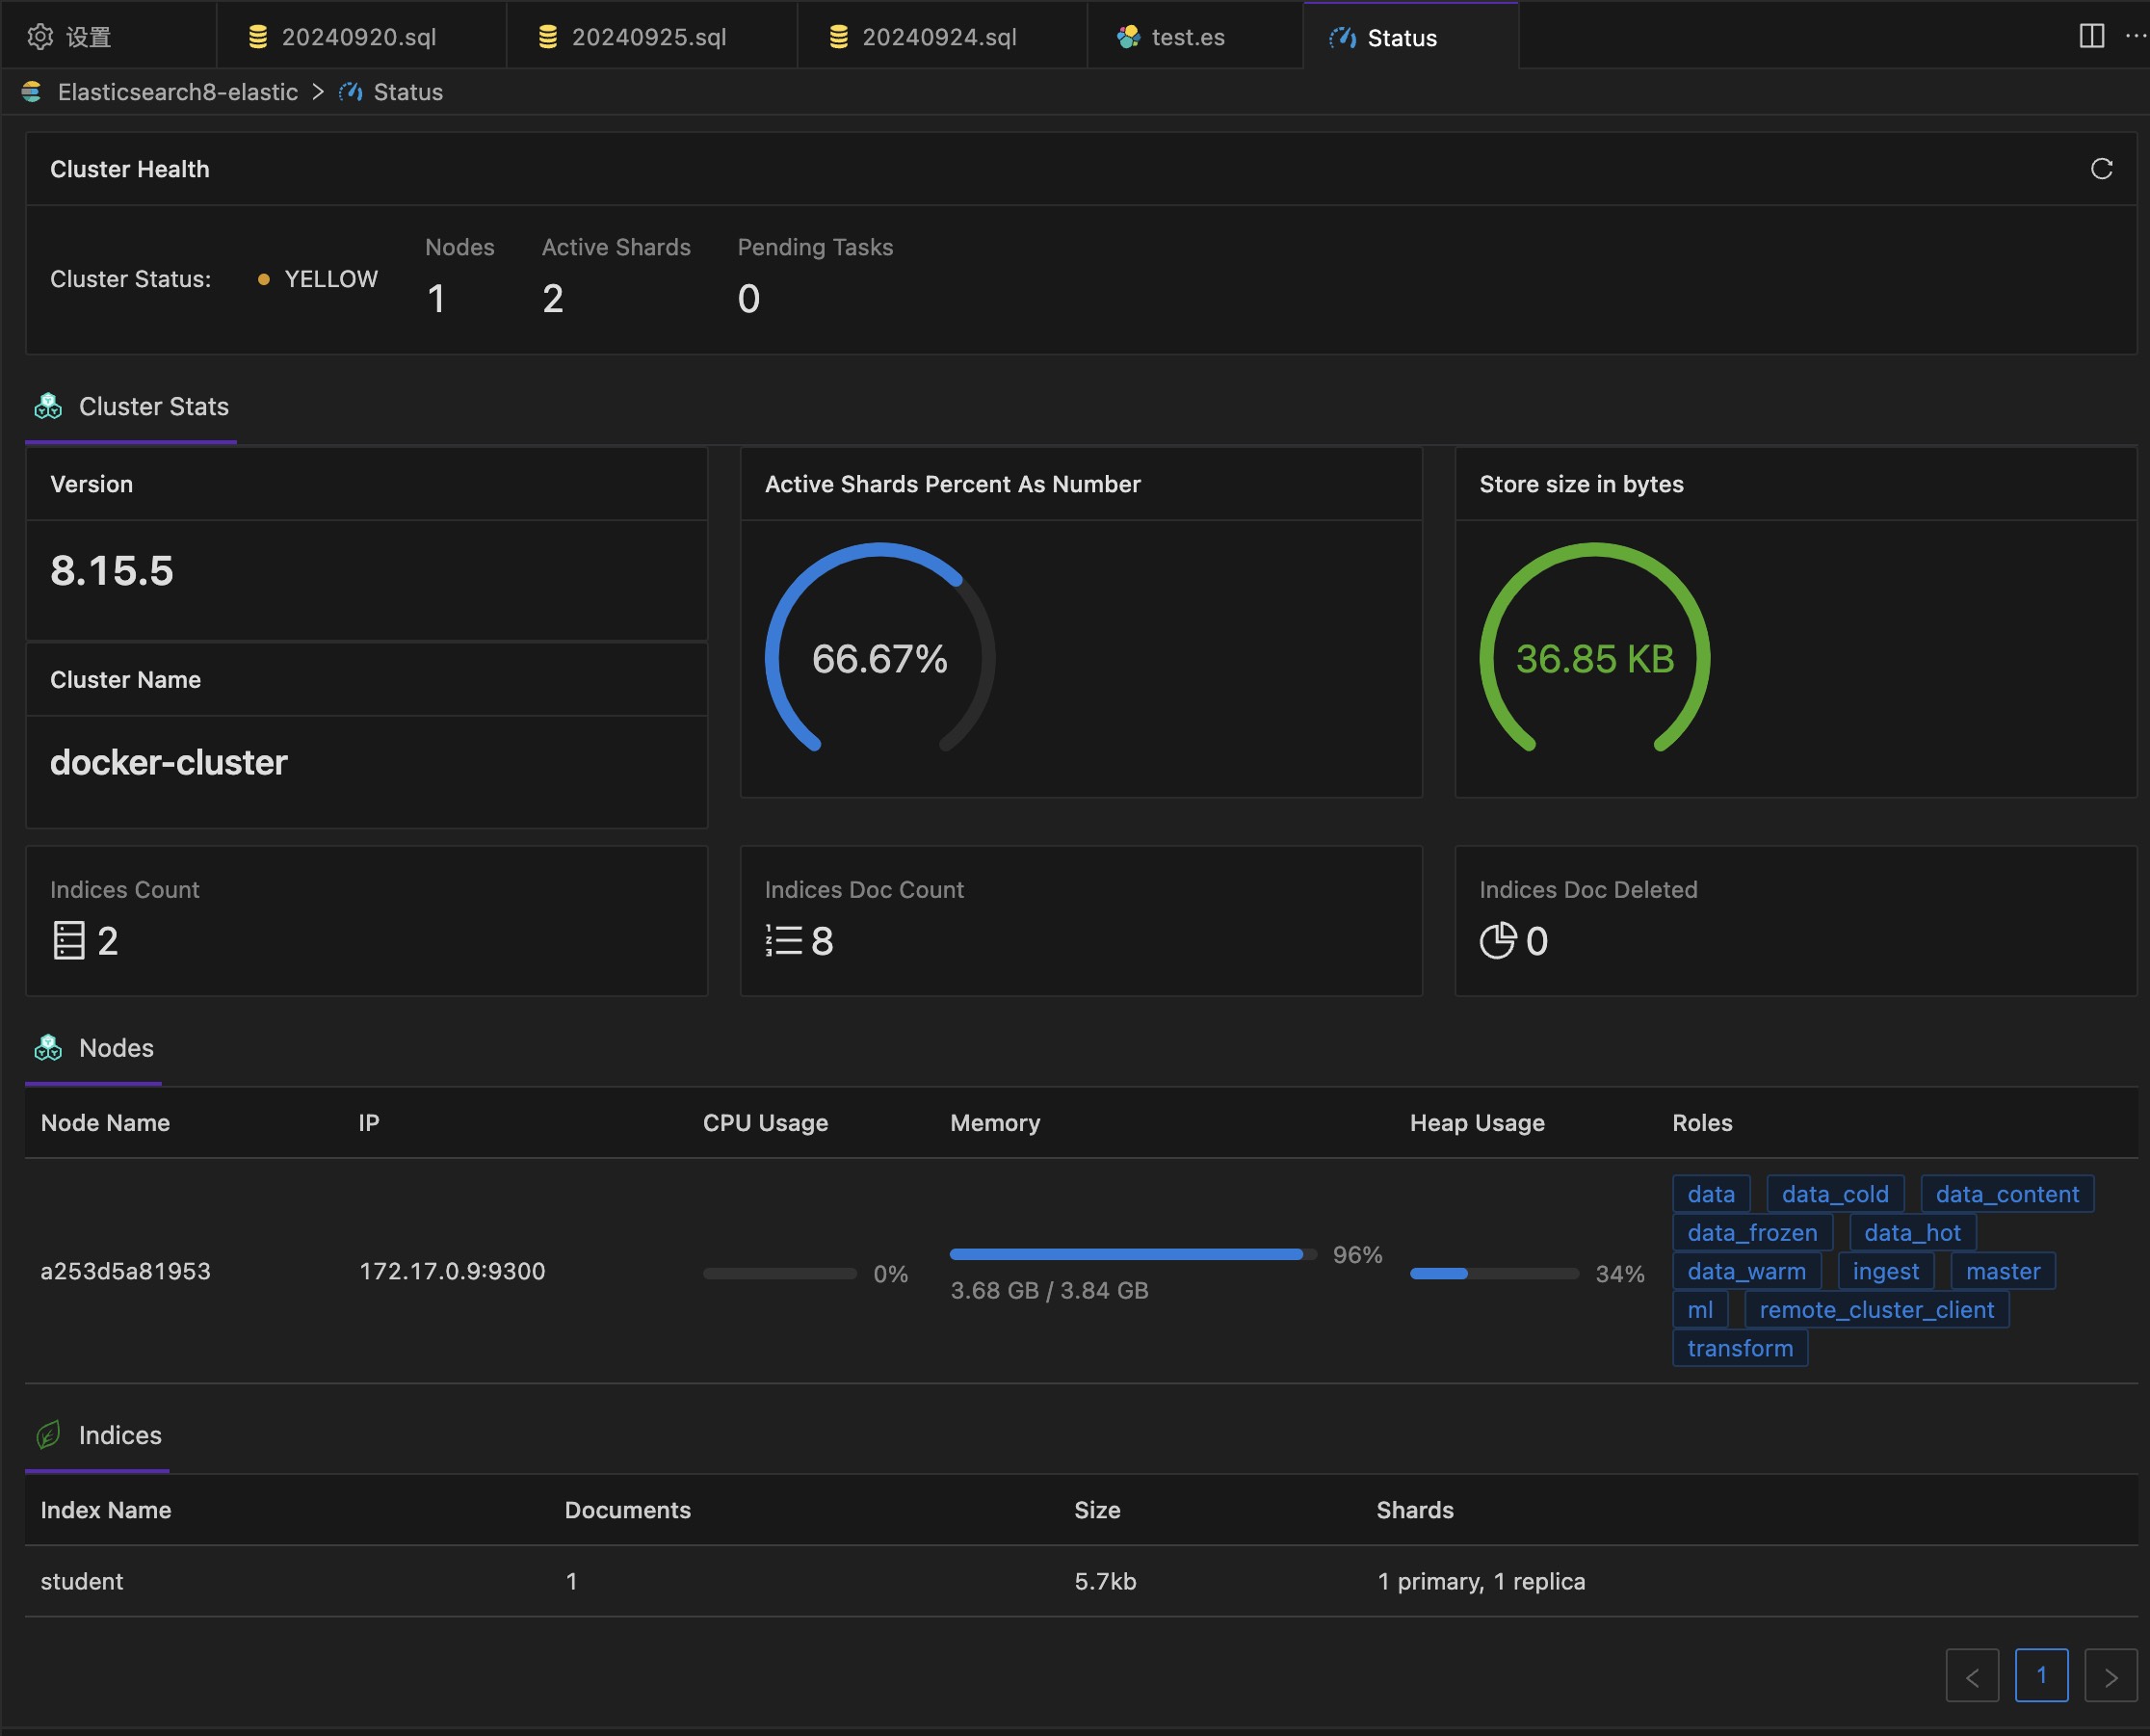 设置 20240920.sql 20240925.sql 20240924.sql test.es Status
Elasticsearch8-elastic > Status
Cluster Health
Cluster Status: YELLOW
Nodes
1
Active Shards
2
Pending Tasks
0
Cluster Stats
Version
8.15.5
Cluster Name
docker-cluster
Active Shards Percent As Number
66.67%
Store size in bytes
36.85 KB
Indices Count
2
Indices Doc Count
8
Indices Doc Deleted
0
Nodes
Node Name IP CPU Usage Memory Heap Usage Roles
a253d5a81953 172.17.0.9:9300 0% 96% 34%
3.68 GB / 3.84 GB
data data_cold data_content
data_frozen data_hot
data_warm ingest master
ml remote_cluster_client
transform
Indices
Index Name Documents Size Shards
student 1 5.7kb 1 primary, 1 replica
< 1 >